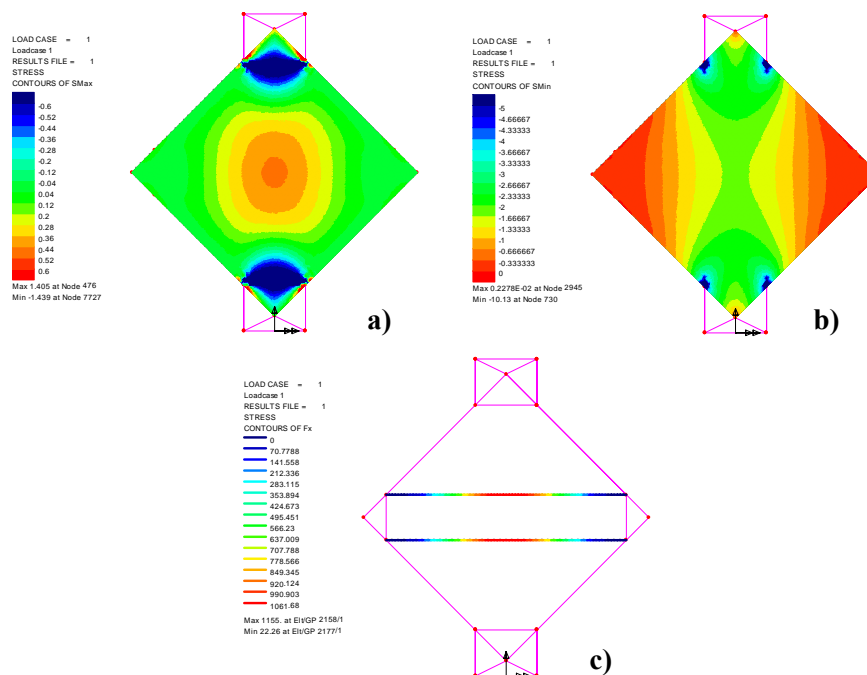 LOAD CASE = 1
Loadcase 1
RESULTS FILE = 1
STRESS
CONTOURS OF SMax
-0.6
-0.52
-0.44
-0.36
-0.28
-0.2
-0.12
-0.04
0.04
0.12
0.2
0.28
0.36
0.44
0.52
0.6
Max 1.405 at Node 476
Min -1.439 at Node 7727
a)
LOAD CASE = 1
Loadcase 1
RESULTS FILE = 1
STRESS
CONTOURS OF SMin
-5
-4.66667
-4.33333
-4
-3.66667
-3.33333
-3
-2.66667
-2.33333
-2
-1.66667
-1.33333
-1
-0.666667
-0.333333
0
Max 0.2278E-02 at Node 2945
Min -10.13 at Node 730
b)
LOAD CASE = 1
Loadcase 1
RESULTS FILE = 1
STRESS
CONTOURS OF Fx
0
70.7788
141.558
212.336
283.115
353.894
424.673
495.451
566.23
637.009
707.788
778.566
849.345
920.124
990.903
1061.68
Max 1155. at Elt/GP 2158/1
Min 22.26 at Elt/GP 2177/1
c)